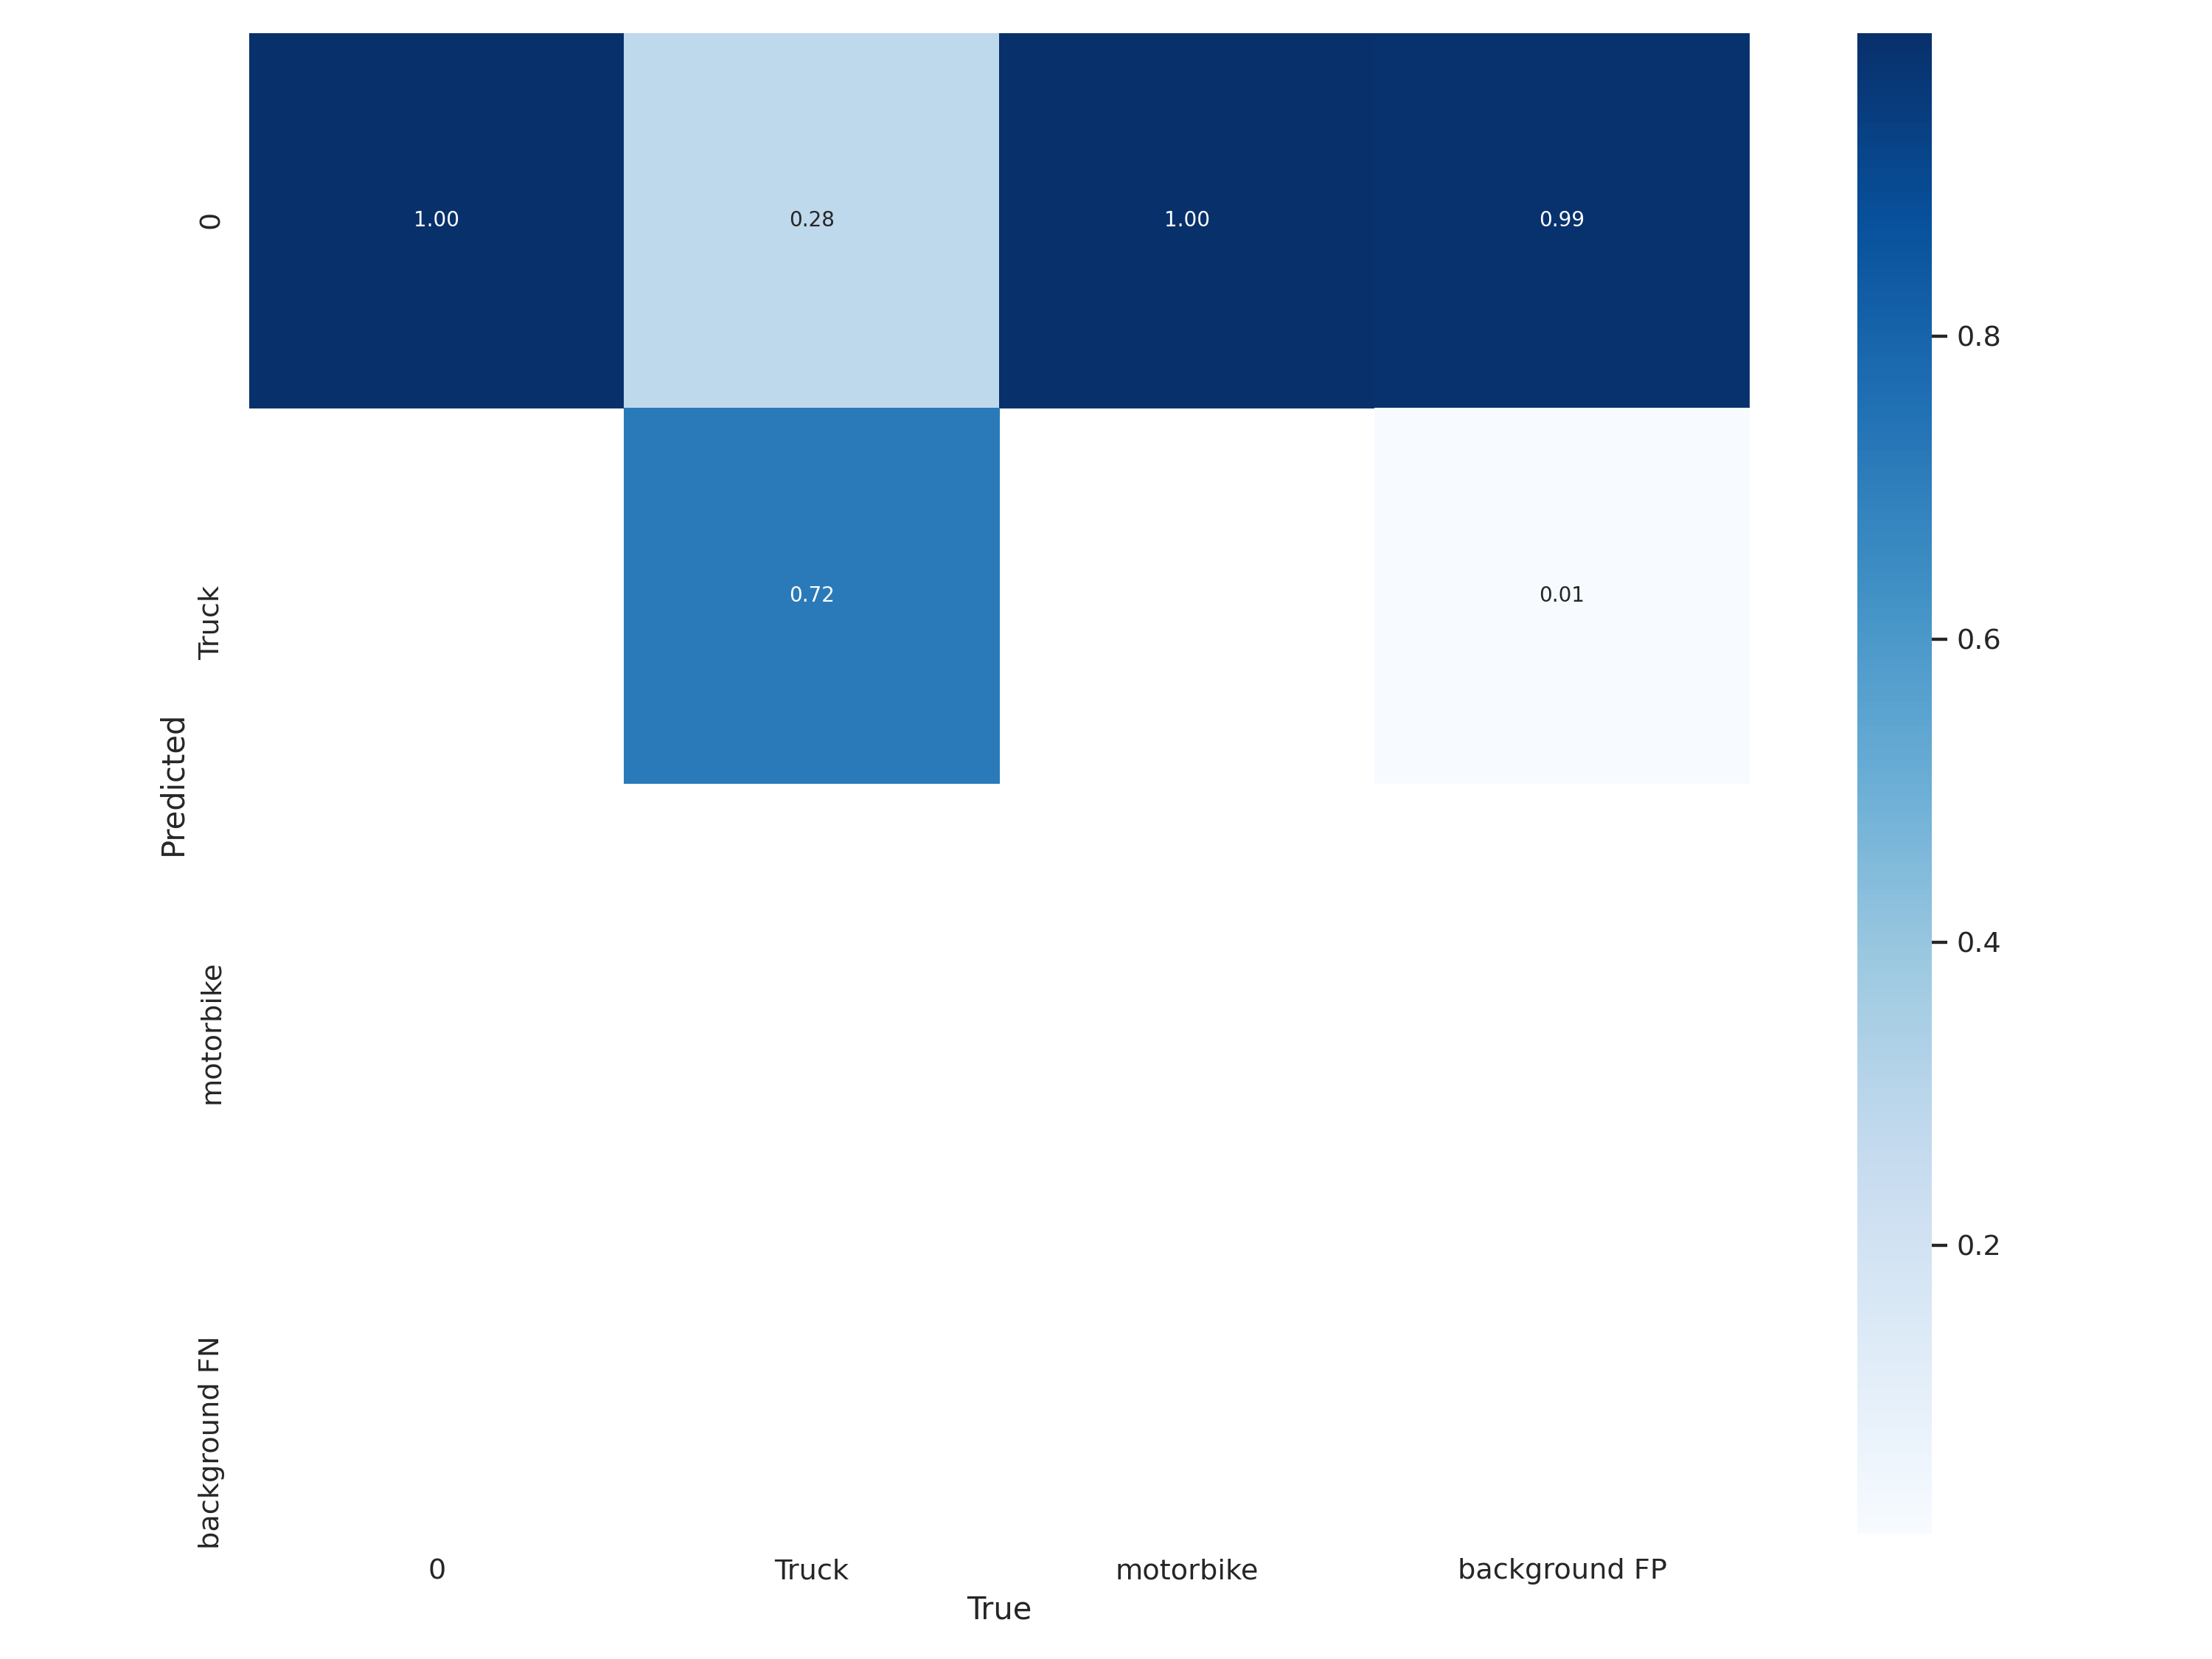 1.00 0.28 1.00 0.99
0.72 0.01
0
Truck
motorbike
background FN
Predicted
0 Truck motorbike background FP
True
0.8
0.6
0.4
0.2